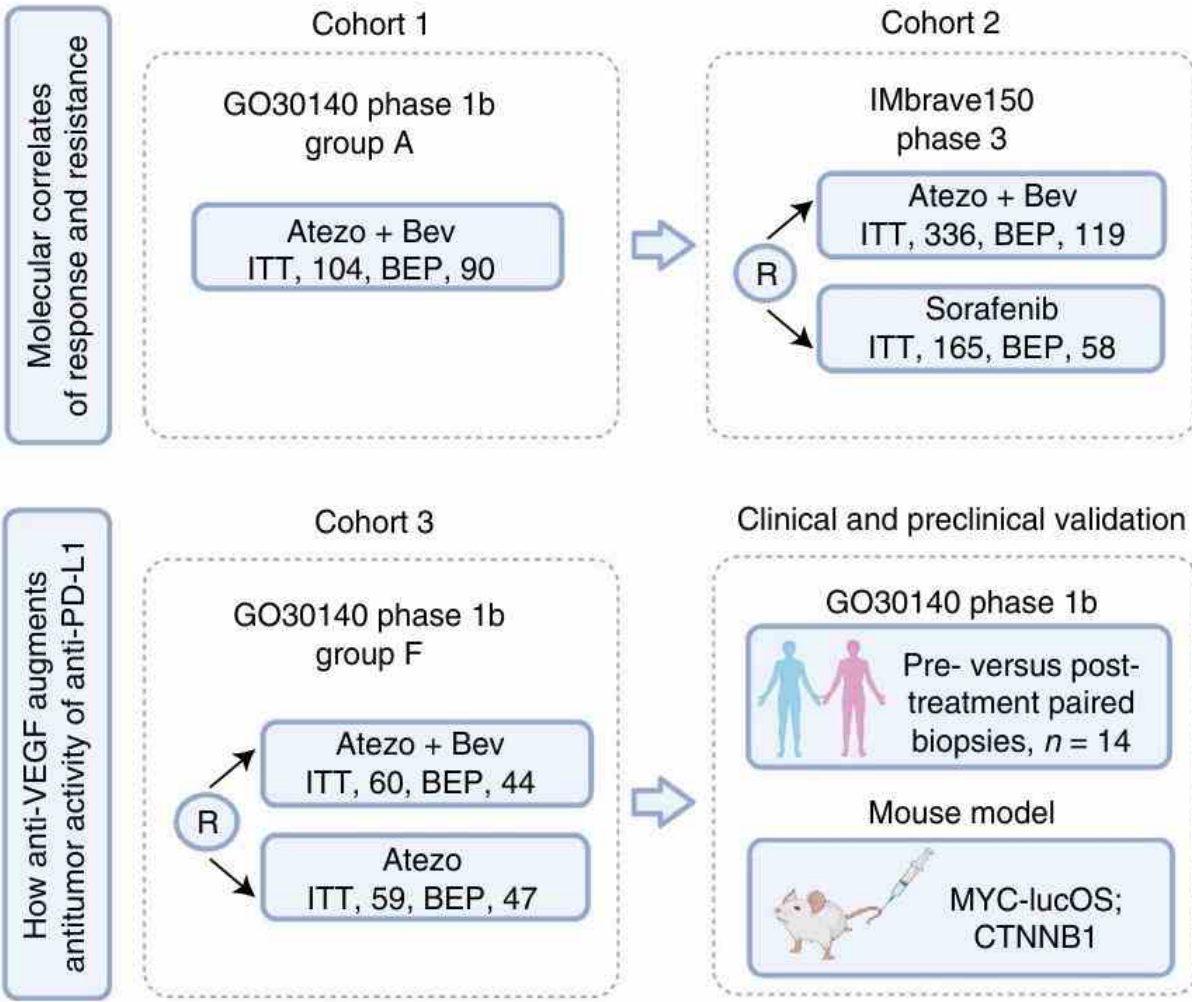 Molecular correlates
of response and resistance
Cohort 1
GO30140 phase 1b
group A
Atezo + Bev
ITT, 104, BEP, 90
Cohort 2
IMbrave150
phase 3
R
Atezo + Bev
ITT, 336, BEP, 119
Sorafenib
ITT, 165, BEP, 58
How anti-VEGF augments
antitumor activity of anti-PD-L1
Cohort 3
GO30140 phase 1b
group F
R
Atezo + Bev
ITT, 60, BEP, 44
Atezo
ITT, 59, BEP, 47
Clinical and preclinical validation
GO30140 phase 1b
Pre- versus post-
treatment paired
biopsies, n = 14
Mouse model
MYC-lucOS;
CTNNB1